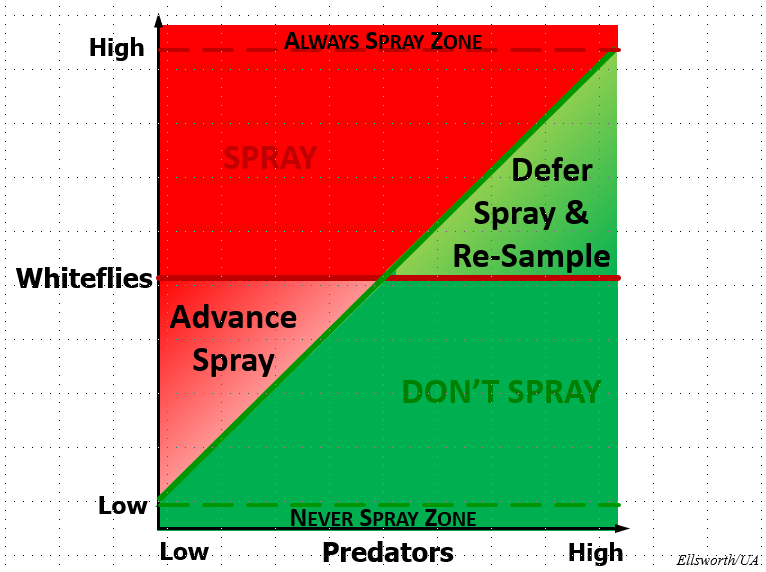 ALWAYS SPRAY ZONE
High
SPRAY
Defer
Spray &
Re-Sample
Whiteflies
Advance
Spray
DON'T SPRAY
Low
NEVER SPRAY ZONE
Low
Predators
High
Ellsworth/UA